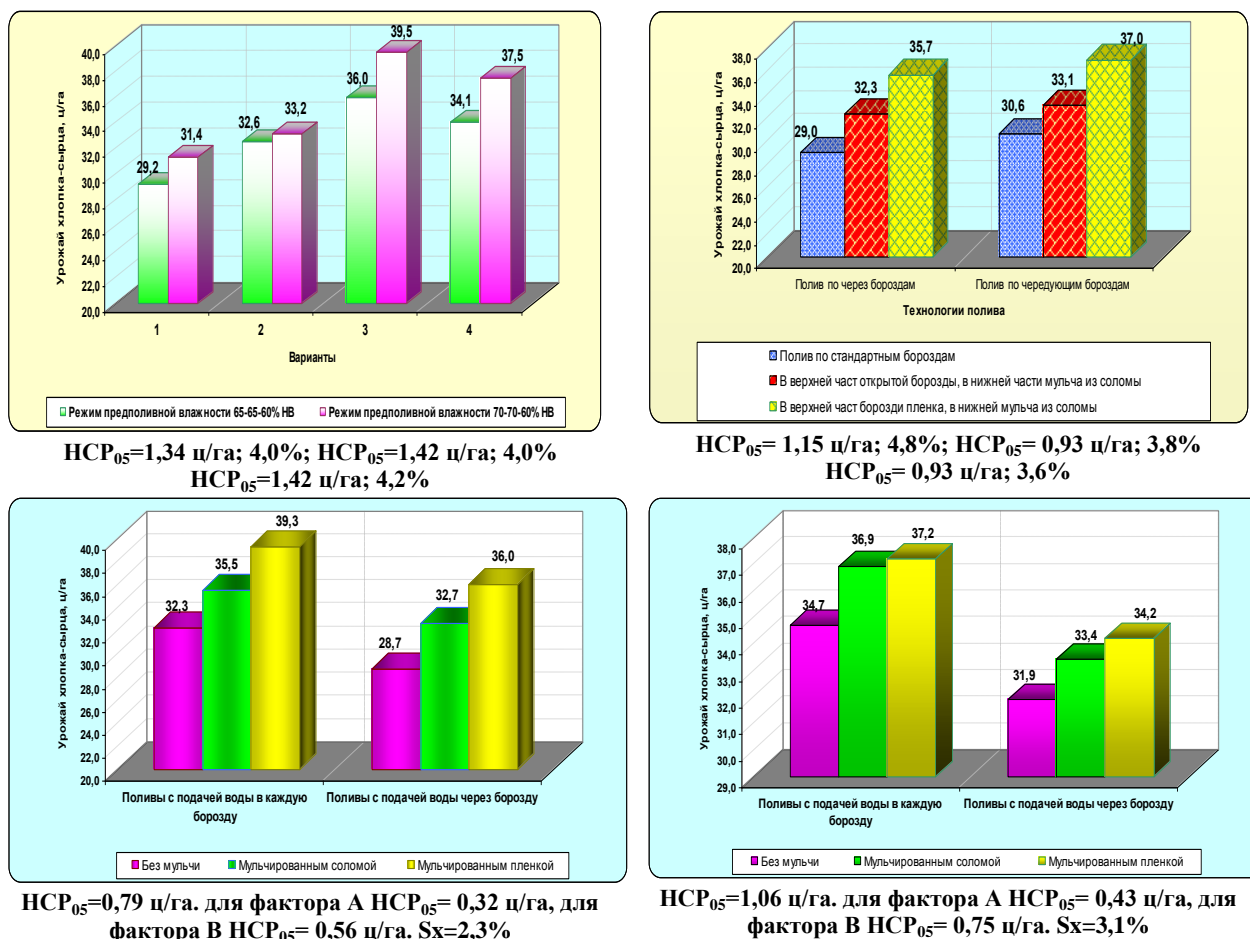 Урожай хлопка-сырца, ц/га
40,0
38,0
36,0
34,0
32,0
30,0
28,0
26,0
24,0
22,0
20,0
29,2
31,4
32,6
33,2
36,0
39,5
34,1
37,5
1 2 3 4
Варианты
Режим предполивной влажности 65-65-60% НВ Режим предполивной влажности 70-70-60% НВ
НСР05=1,34 ц/га; 4,0%; НСР05=1,42 ц/га; 4,0%
НСР05=1,42 ц/га; 4,2%
Урожай хлопка-сырца, ц/га
38,0
36,0
34,0
32,0
30,0
28,0
26,0
24,0
22,0
20,0
29,0
32,3
35,7
30,6
33,1
37,0
Полив по через бороздам Полив по чередующим бороздам
Технологии полива
Полив по стандартным бороздам
В верхней част открытой борозды, в нижней части мульча из соломы
В верхней част борозди пленка, в нижней мульча из соломы
НСР05= 1,15 ц/га; 4,8%; НСР05= 0,93 ц/га; 3,8%
НСР05= 0,93 ц/га; 3,6%
Урожай хлопка-сырца, ц/га
40,0
38,0
36,0
34,0
32,0
30,0
28,0
26,0
24,0
22,0
20,0
32,3
35,5
39,3
28,7
32,7
36,0
Поливы с подачей воды в каждую Поливы с подачей воды через борозду
борозду
Без мульчи Мульчированным соломой Мульчированным пленкой
НСР05=0,79 ц/га. для фактора А НСР05= 0,32 ц/га, для
фактора В НСР05= 0,56 ц/га. Sx=2,3%
Урожай хлопка-сырца, ц/га
38,0
37,0
36,0
35,0
34,0
33,0
32,0
31,0
30,0
29,0
34,7
36,9
37,2
31,9
33,4
34,2
Поливы с подачей воды в каждую Поливы с подачей воды через борозду
борозду
Без мульчи Мульчированным соломой Мульчированным пленкой
НСР05=1,06 ц/га. для фактора А НСР05= 0,43 ц/га, для
фактора В НСР05= 0,75 ц/га. Sx=3,1%